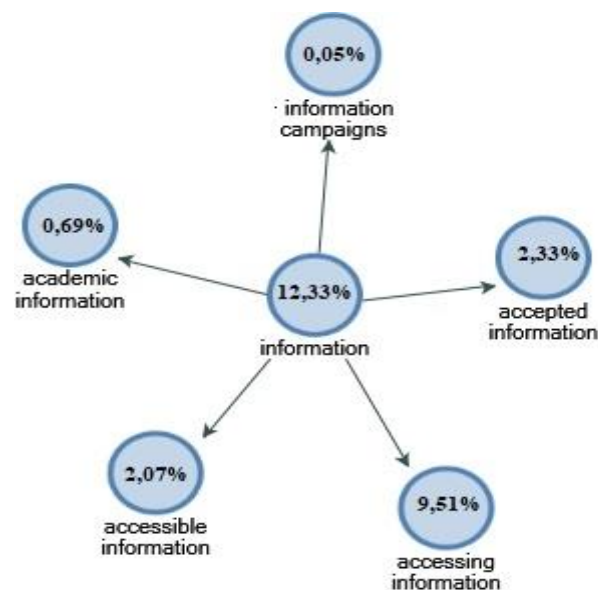 0,05%
· information
campaigns
0,69%
academic
information
2,33%
accepted
information
12,33%
information
2,07%
accessible
information
9,51%
accessing
information